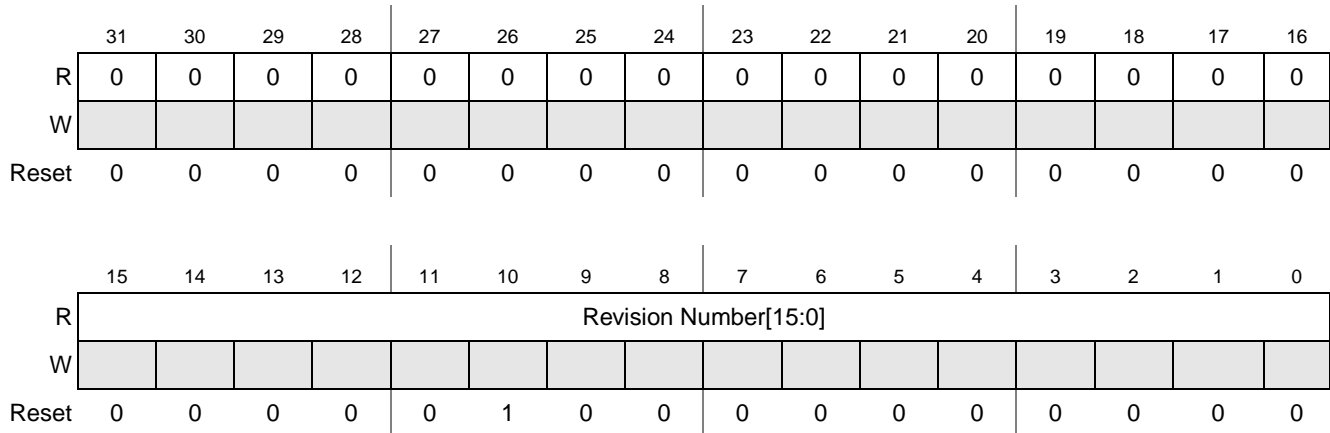 31 30 29 28 27 26 25 24 23 22 21 20 19 18 17 16
R 0 0 0 0 0 0 0 0 0 0 0 0 0 0 0 0
W
Reset 0 0 0 0 0 0 0 0 0 0 0 0 0 0 0 0
15 14 13 12 11 10 9 8 7 6 5 4 3 2 1 0
R Revision Number[15:0]
W
Reset 0 0 0 0 0 1 0 0 0 0 0 0 0 0 0 0